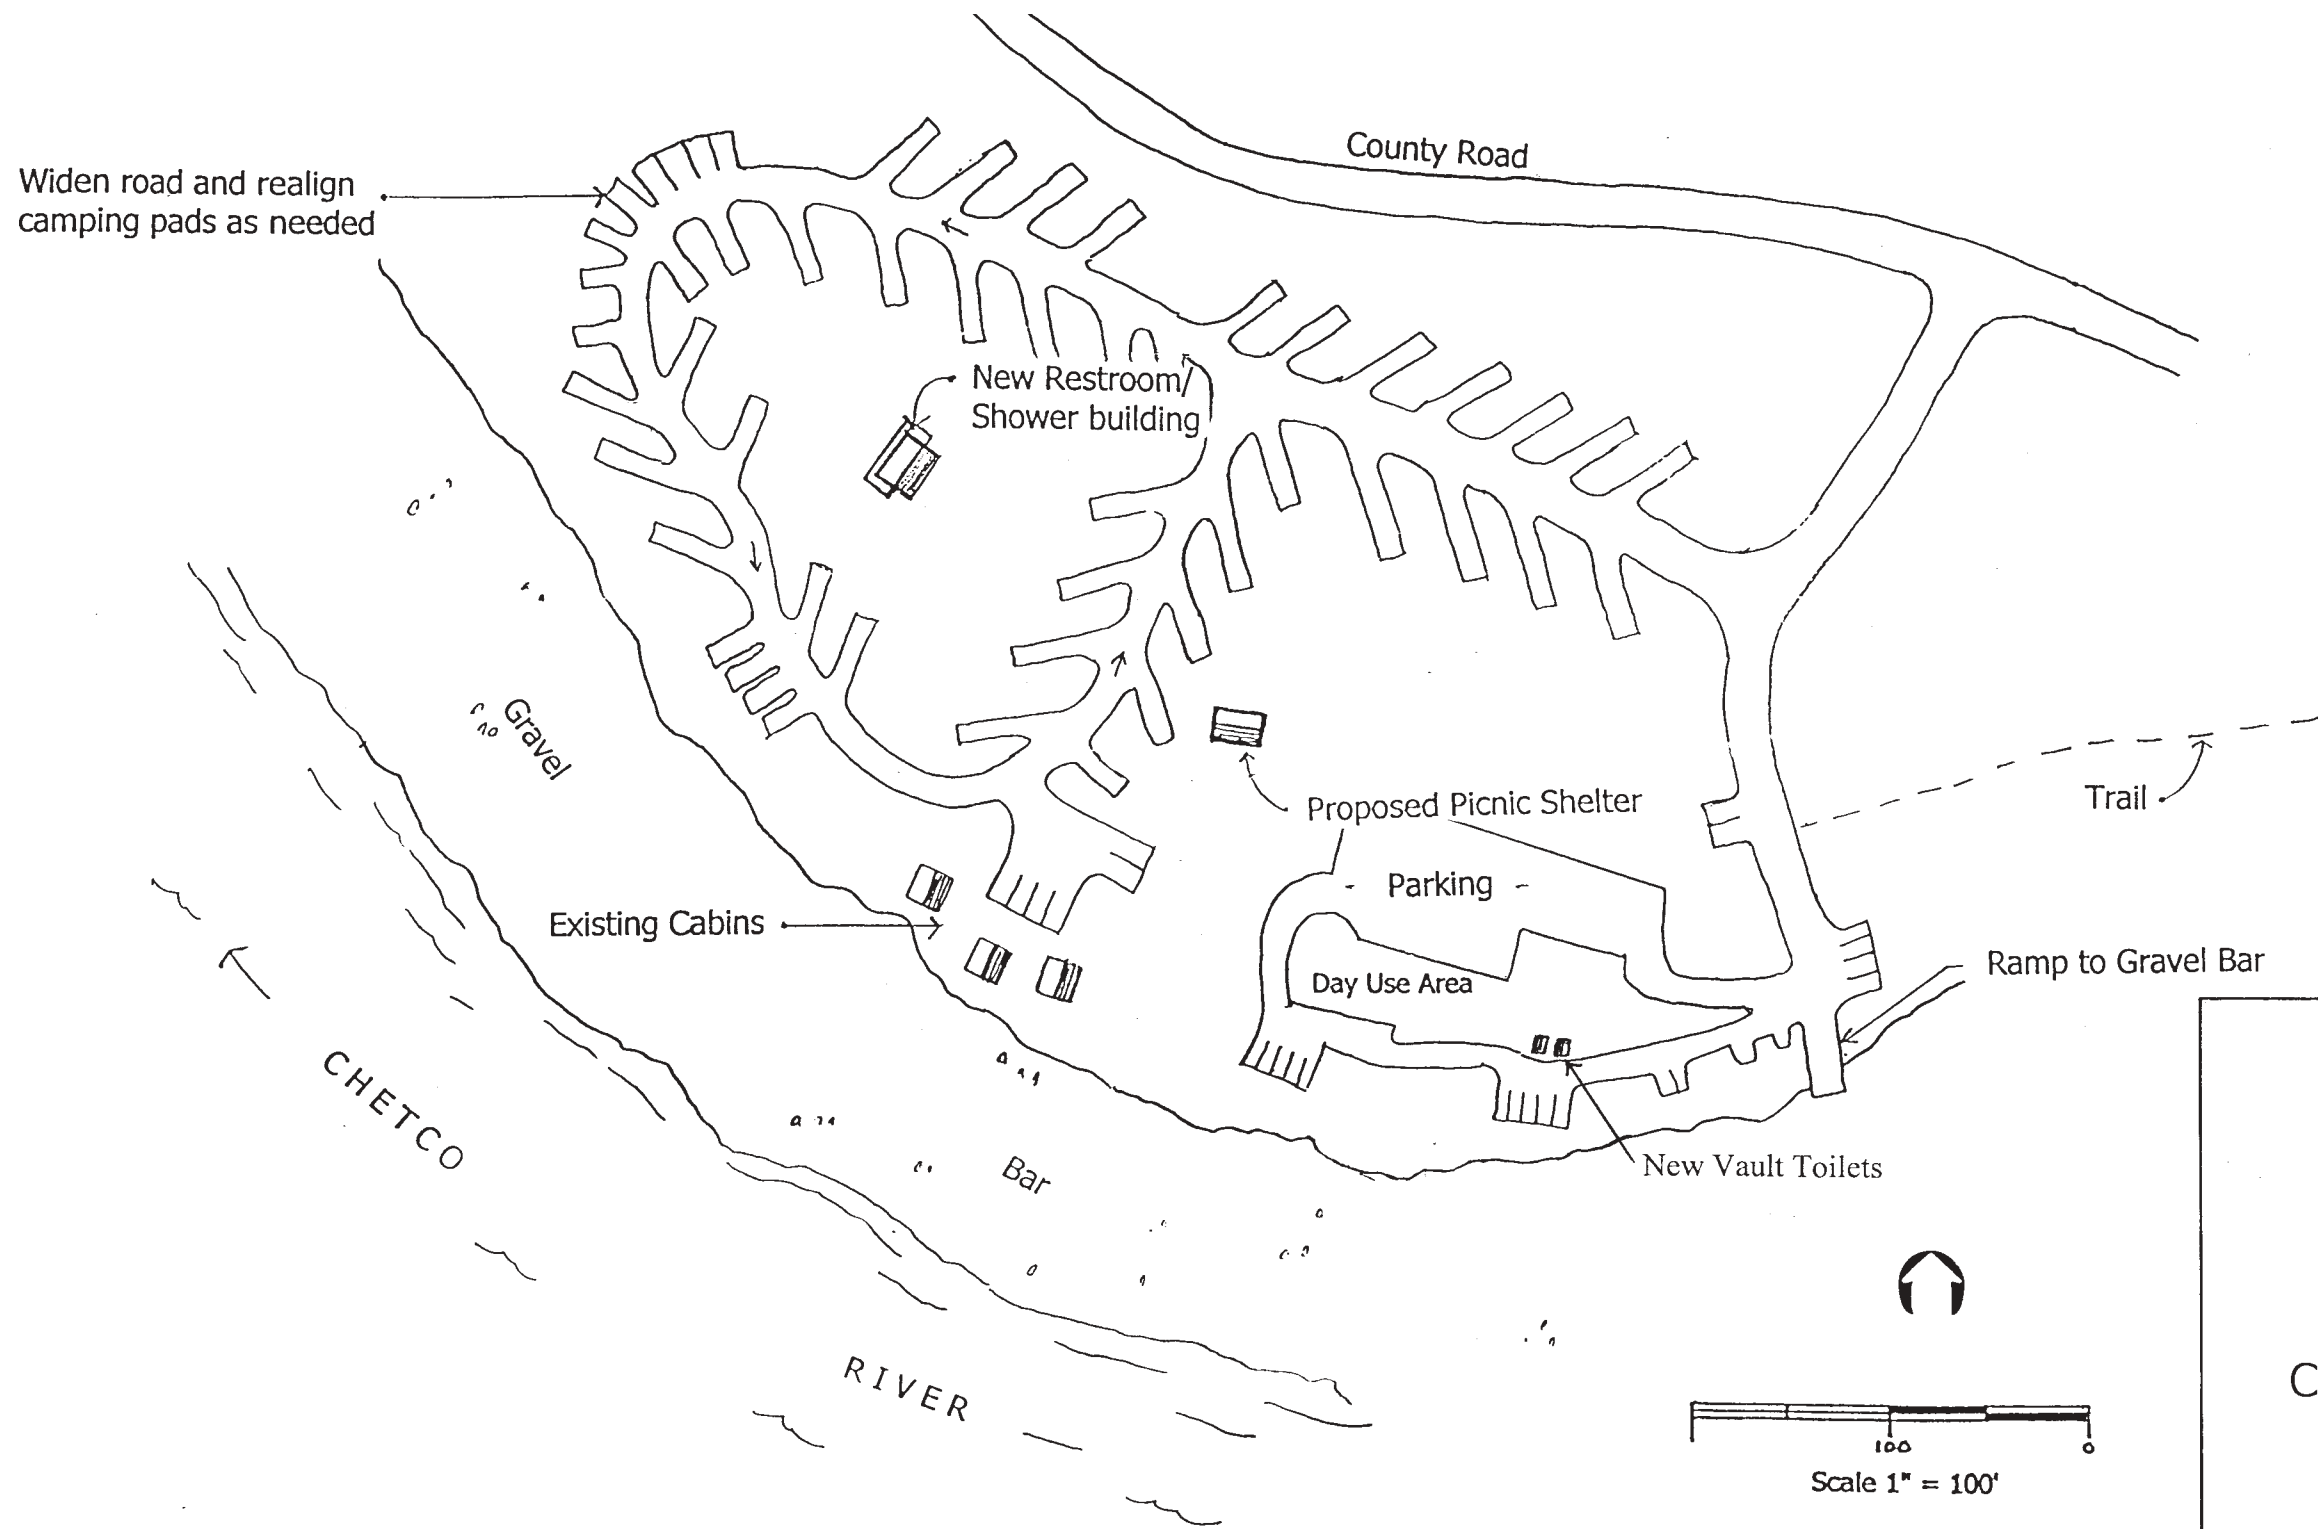 County Road
Widen road and realign
camping pads as needed
New Restroom/
Shower building
Gravel
Proposed Picnic Shelter
Trail
Parking
Existing Cabins
Day Use Area
Ramp to Gravel Bar
CHETCO
Bar
New Vault Toilets
RIVER
C
100 0
Scale 1" = 100'